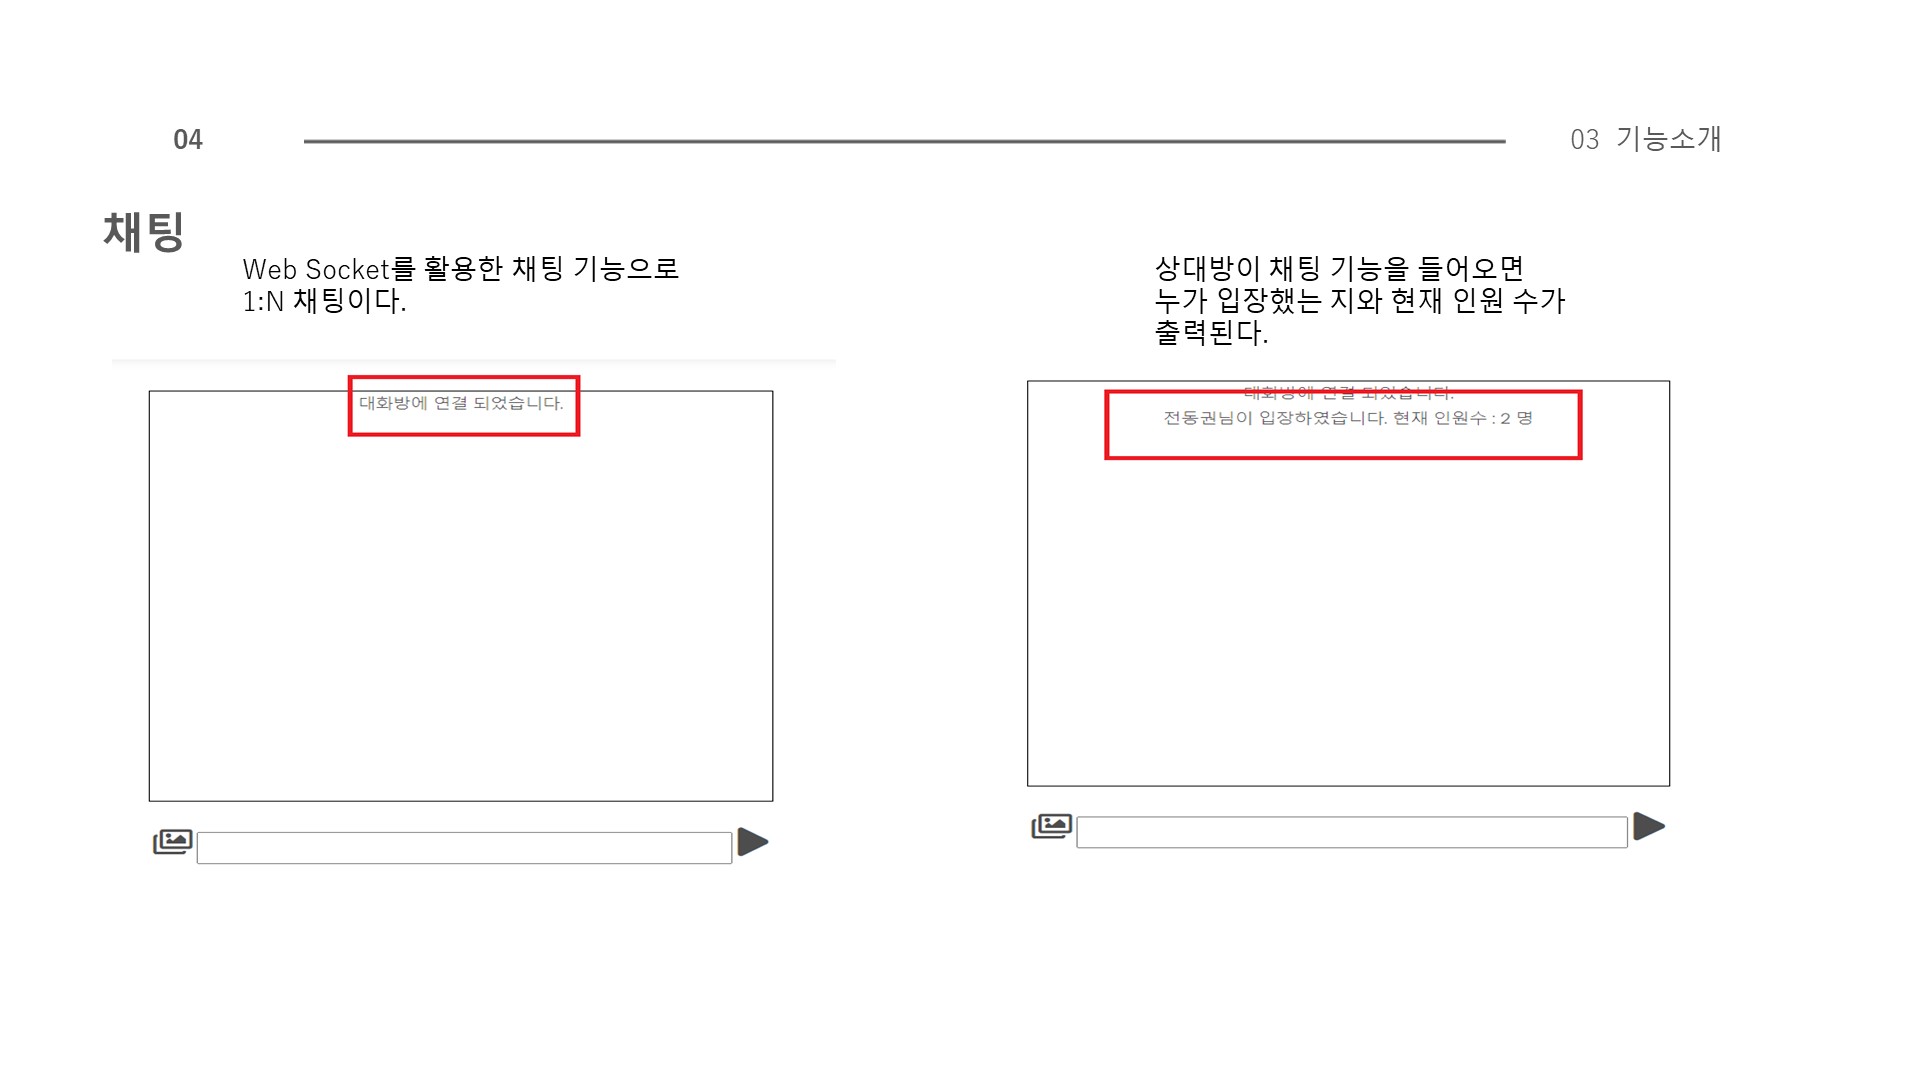 04
03 기능소개
채팅
Web Socket를 활용한 채팅 기능으로
1:N 채팅이다.
상대방이 채팅 기능을 들어오면
누가 입장했는 지와 현재 인원 수가
출력된다.
대화방에 연결 되었습니다.
대화방에 연결 되었습니다.
전동권님이 입장하였습니다. 현재 인원수 : 2 명